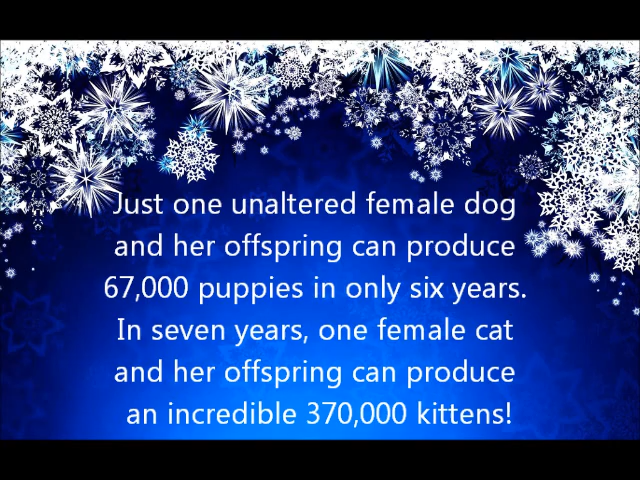 Just one unaltered female dog
and her offspring can produce
67,000 puppies in only six years.
In seven years, one female cat
and her offspring can produce
an incredible 370,000 kittens!